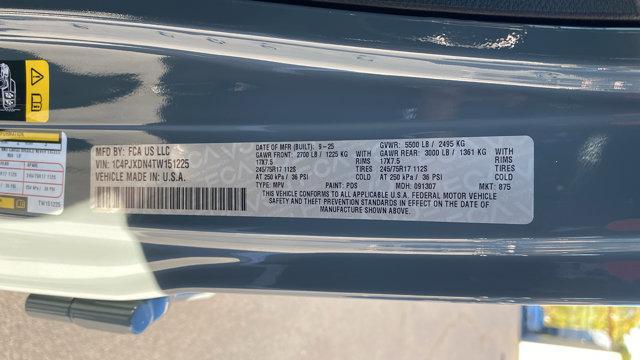 MFD BY: FCA US LLC
VIN: 1C4PJXDN4TW151225
VEHICLE MADE IN: U.S.A.
DATE OF MFR (BUILT): 9-25 GVWR: 5500 LB / 2495 KG
GAWR FRONT: 2700 LB / 1225 KG GAWR REAR: 3000 LB / 1361 KG
17X7.5 WHEELS 17X7.5 WHEELS
245/75R17 112S TIRES 245/75R17 112S TIRES
AT 250 kPa / 36 PSI COLD AT 250 kPa / 36 PSI COLD
TYPE: MPV PAINT: PDS MDH: 091307 MKT: 875
THIS VEHICLE CONFORMS TO ALL APPLICABLE U.S.A. FEDERAL MOTOR VEHICLE
SAFETY AND THEFT PREVENTION STANDARDS IN EFFECT ON THE DATE OF
MANUFACTURE SHOWN ABOVE.
TW151225